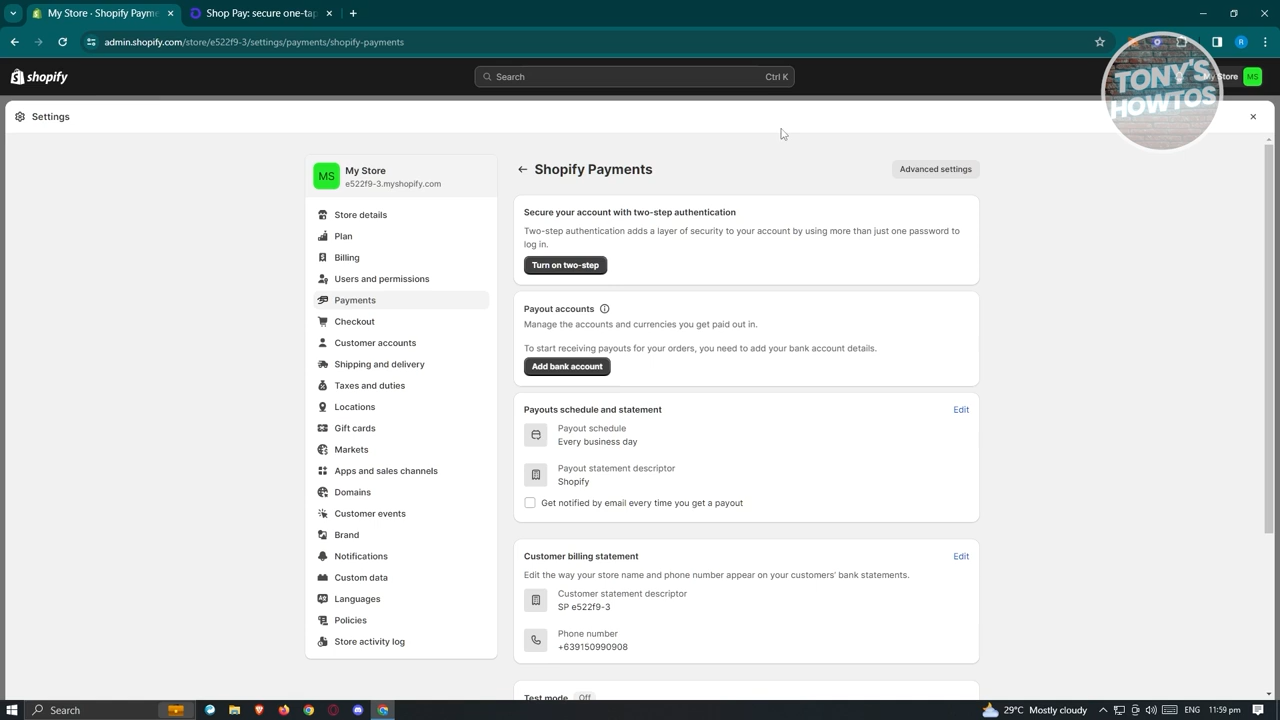 My Store · Shopify Payme
Shop Pay: secure one-tap
admin.shopify.com/store/e522f9-3/settings/payments/shopify-payments
R
shopify
Search
Ctrl K
My Store
MS
TONY'S
HOWTOS
Settings
MS
My Store
e522f9-3.myshopify.com
Store details
Plan
Billing
Users and permissions
Payments
Checkout
Customer accounts
Shipping and delivery
Taxes and duties
Locations
Gift cards
Markets
Apps and sales channels
Domains
Customer events
Brand
Notifications
Custom data
Languages
Policies
Store activity log
Shopify Payments
Advanced settings
Secure your account with two-step authentication
Two-step authentication adds a layer of security to your account by using more than just one password to
log in.
Turn on two-step
Payout accounts
Manage the accounts and currencies you get paid out in.
To start receiving payouts for your orders, you need to add your bank account details.
Add bank account
Payouts schedule and statement
Edit
Payout schedule
Every business day
Payout statement descriptor
Shopify
Get notified by email every time you get a payout
Customer billing statement
Edit
Edit the way your store name and phone number appear on your customers' bank statements.
Customer statement descriptor
SP e522f9-3
Phone number
+639150990908
Test mode Off
Search
29°C Mostly cloudy
ENG
11:59 pm